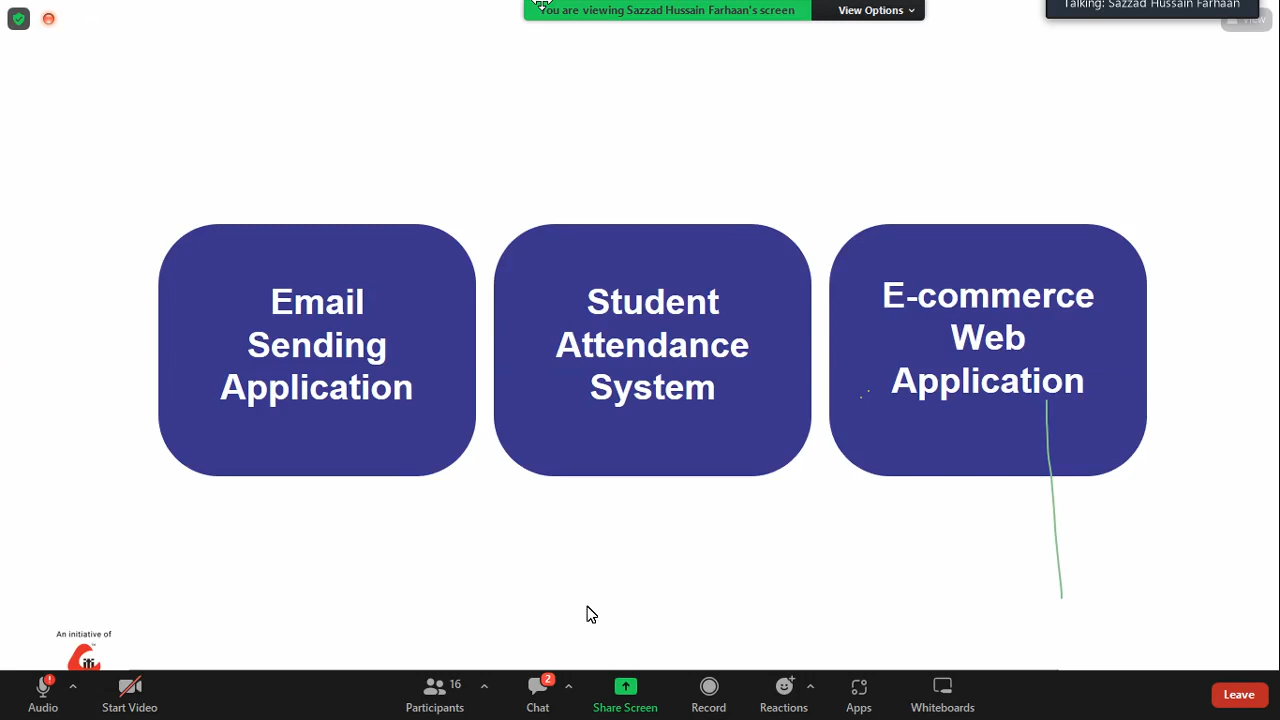 You are viewing Sazzad Hussain Farhaan's screen
View Options
Talking: Sazzad Hussain Farhaan
View
Email
Sending
Application
Student
Attendance
System
E-commerce
Web
Application
An initiative of
Audio
Start Video
Participants
16
Chat
2
Share Screen
Record
Reactions
Apps
Whiteboards
Leave